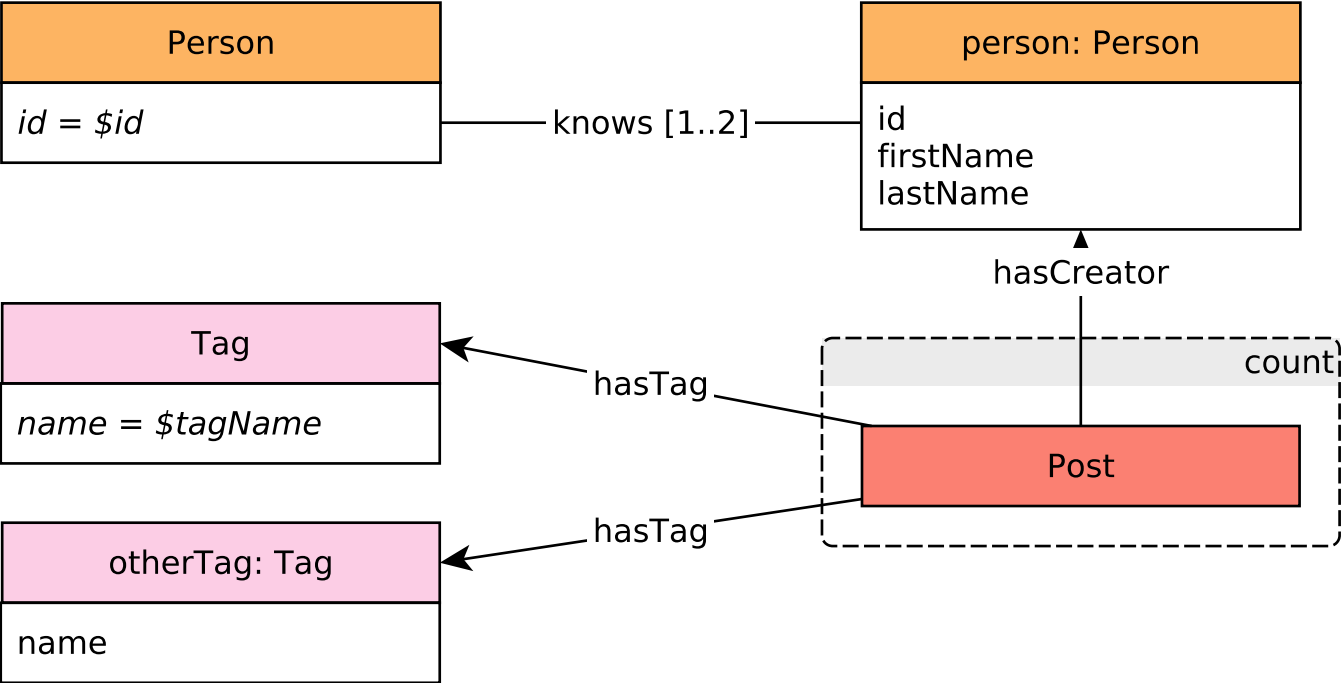 Person
id = $id
knows [1..2]
person: Person
id
firstName
lastName
hasCreator
Tag
name = $tagName
hasTag
count
Post
hasTag
otherTag: Tag
name